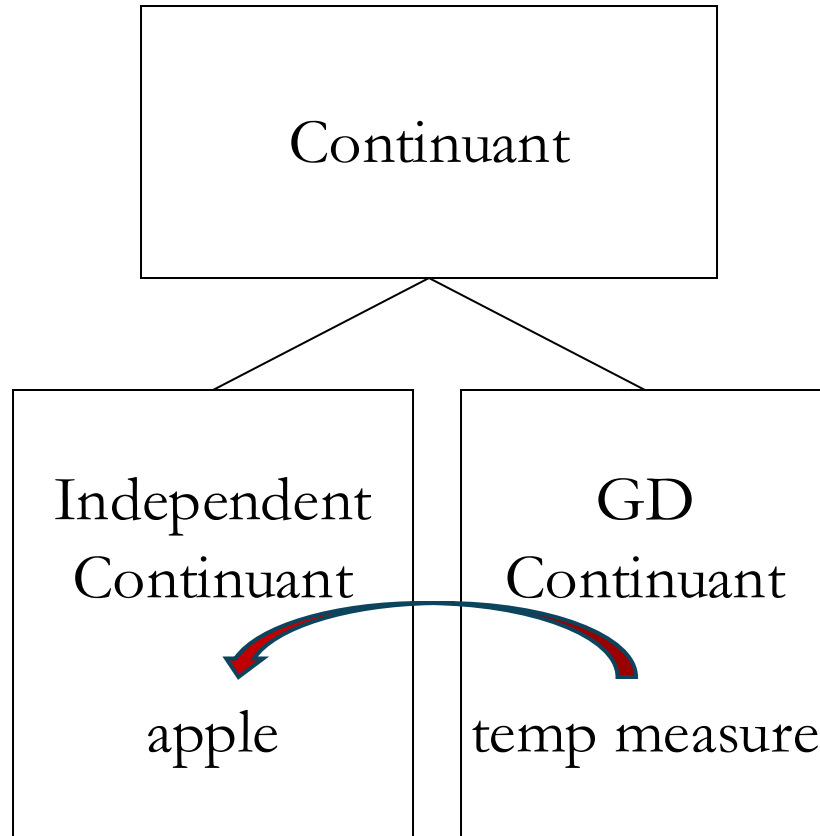 Continuant
Independent
Continuant
apple
GD
Continuant
temp measure